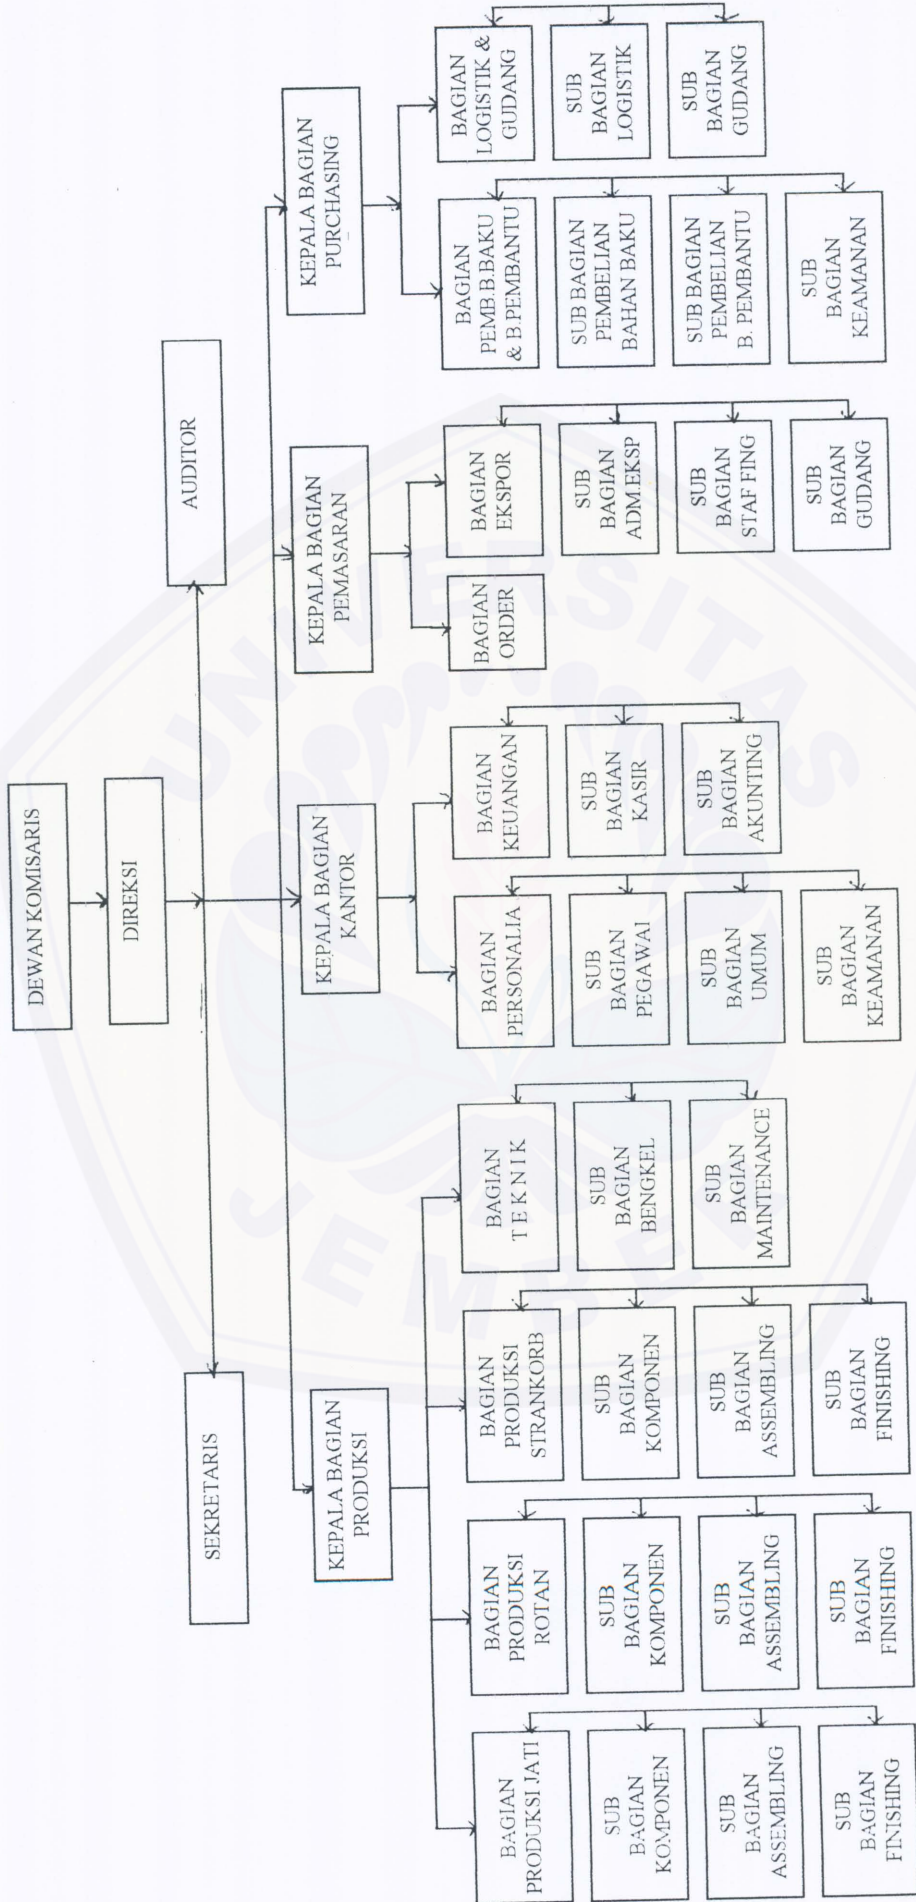 DEWAN KOMISARIS
DIREKSI
SEKRETARIS
AUDITOR
KEPALA BAGIAN
PRODUKSI
KEPALA BAGIAN
KANTOR
KEPALA BAGIAN
PEMASARAN
KEPALA BAGIAN
PURCHASING
BAGIAN
PRODUKSI JATI
SUB
BAGIAN
KOMPONEN
SUB
BAGIAN
ASSEMBLING
SUB
BAGIAN
FINISHING
BAGIAN
PRODUKSI
ROTAN
SUB
BAGIAN
KOMPONEN
SUB
BAGIAN
ASSEMBLING
SUB
BAGIAN
FINISHING
BAGIAN
PRODUKSI
STRANKORB
SUB
BAGIAN
KOMPONEN
SUB
BAGIAN
ASSEMBLING
SUB
BAGIAN
FINISHING
BAGIAN
T E K N I K
SUB
BAGIAN
BENGKEL
SUB
BAGIAN
MAINTENANCE
BAGIAN
PERSONALIA
SUB
BAGIAN
PEGAWAI
SUB
BAGIAN
UMUM
SUB
BAGIAN
KEAMANAN
BAGIAN
KEUANGAN
SUB
BAGIAN
KASIR
SUB
BAGIAN
AKUNTING
BAGIAN
ORDER
BAGIAN
EKSPOR
SUB
BAGIAN
ADM.EKSP
SUB
BAGIAN
STAF FING
SUB
BAGIAN
GUDANG
BAGIAN
PEMB.B.BAKU
& B.PEMBANTU
SUB BAGIAN
PEMBELIAN
BAHAN BAKU
SUB BAGIAN
PEMBELIAN
B. PEMBANTU
SUB
BAGIAN
KEAMANAN
BAGIAN
LOGISTIK &
GUDANG
SUB
BAGIAN
LOGISTIK
SUB
BAGIAN
GUDANG
UNIVERSITAS
JEMBER